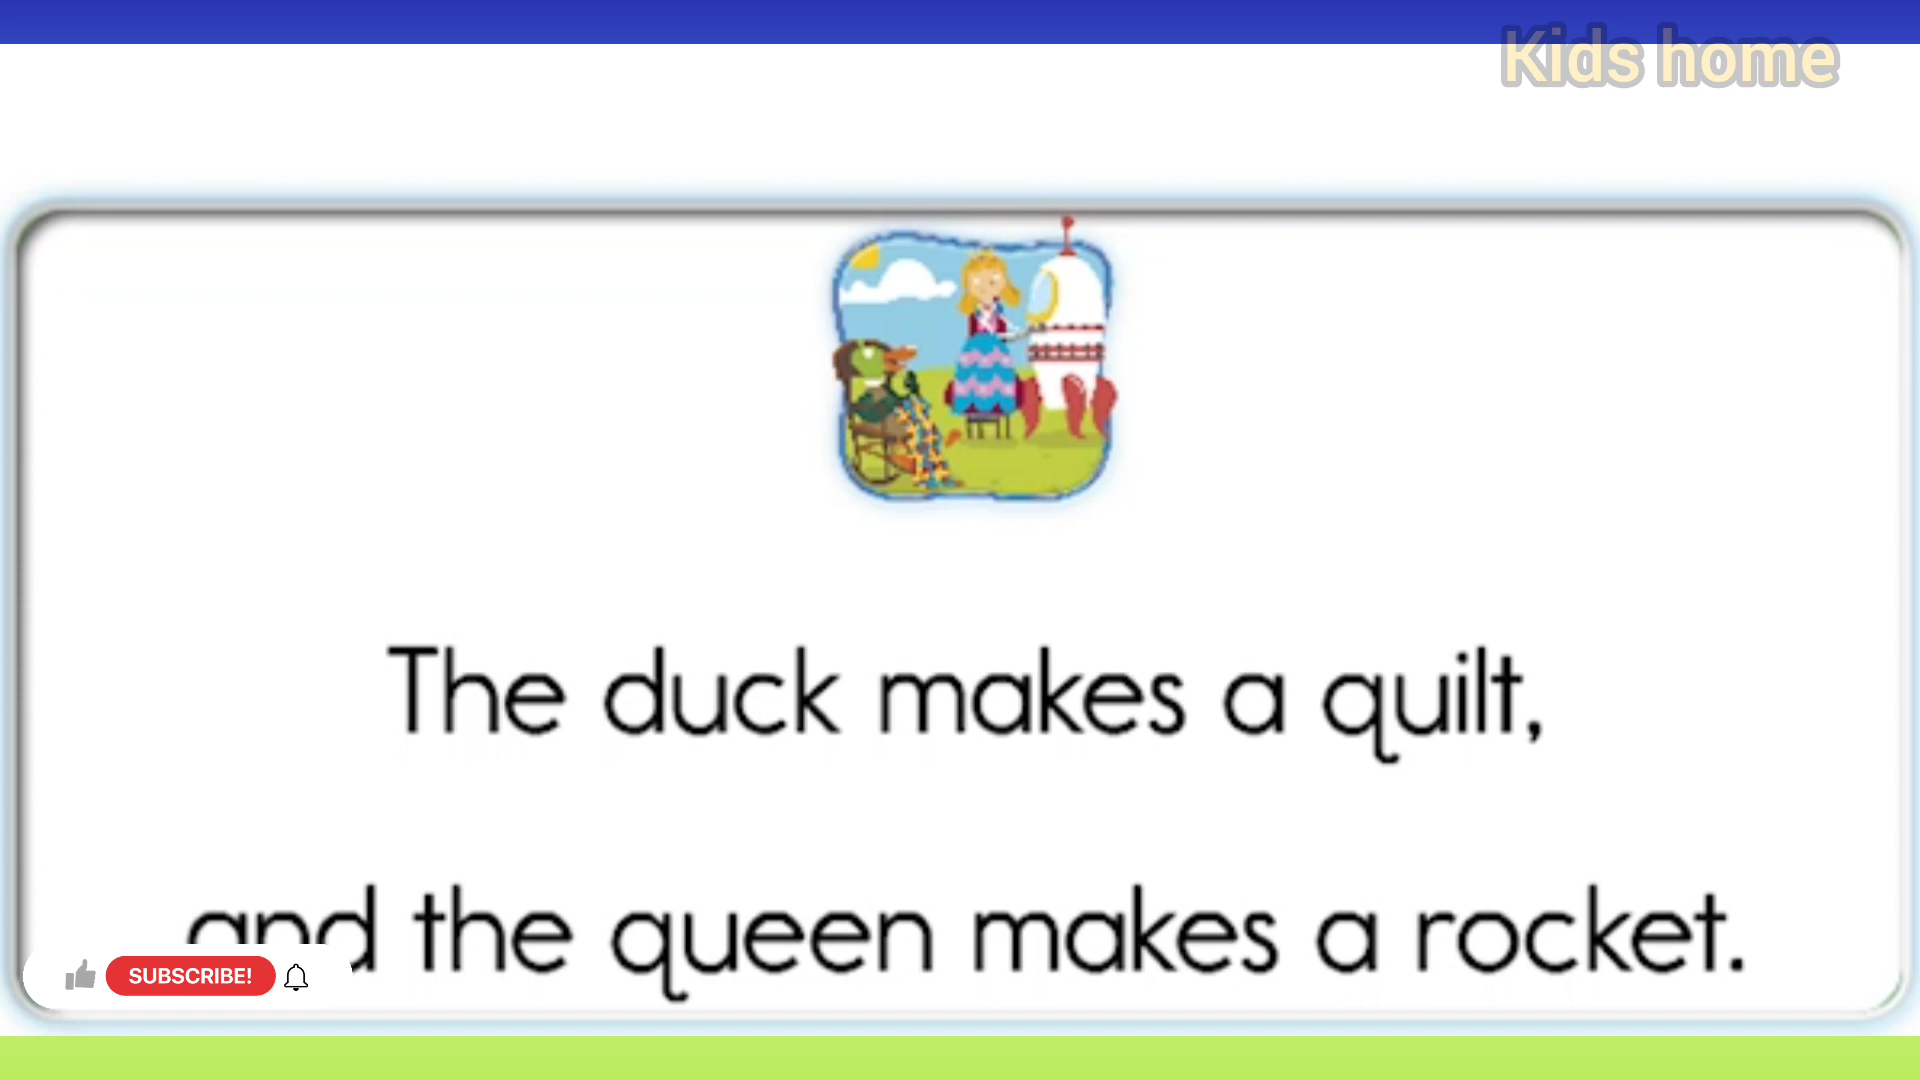 Kids home
The duck makes a quilt,
and the queen makes a rocket.
SUBSCRIBE!